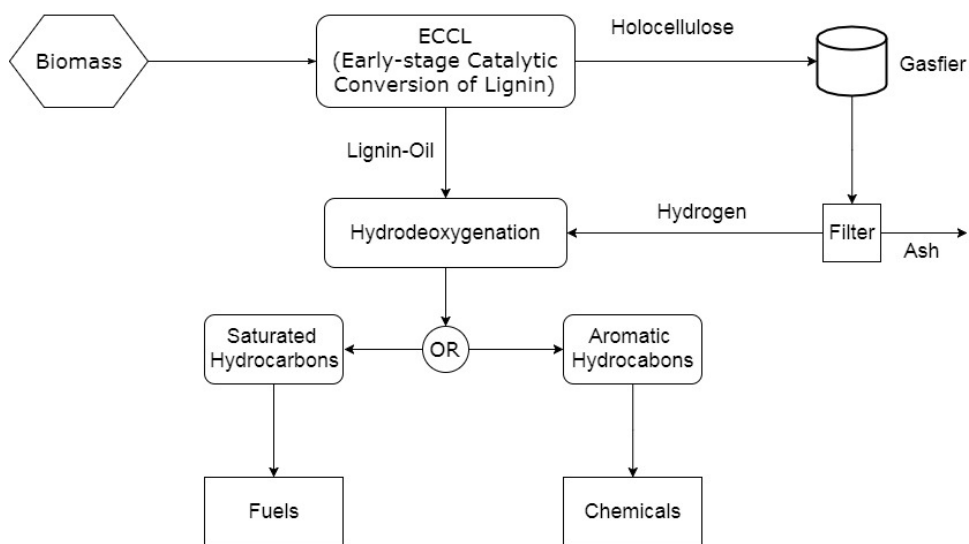 Biomass
ECCL
(Early-stage Catalytic
Conversion of Lignin)
Holocellulose
Gasfier
Lignin-Oil
Hydrodeoxygenation
Hydrogen
Filter
Ash
Saturated
Hydrocarbons
OR
Aromatic
Hydrocabons
Fuels
Chemicals